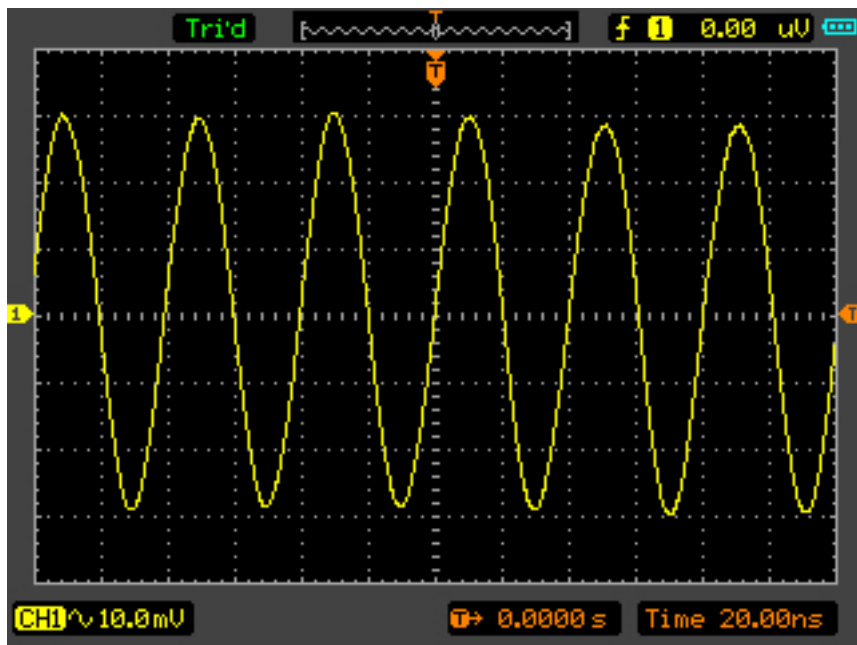 Tri'd T 1 0.00 uV
T
1 T
CH1 10.0mV T→ 0.0000s Time 20.00ns